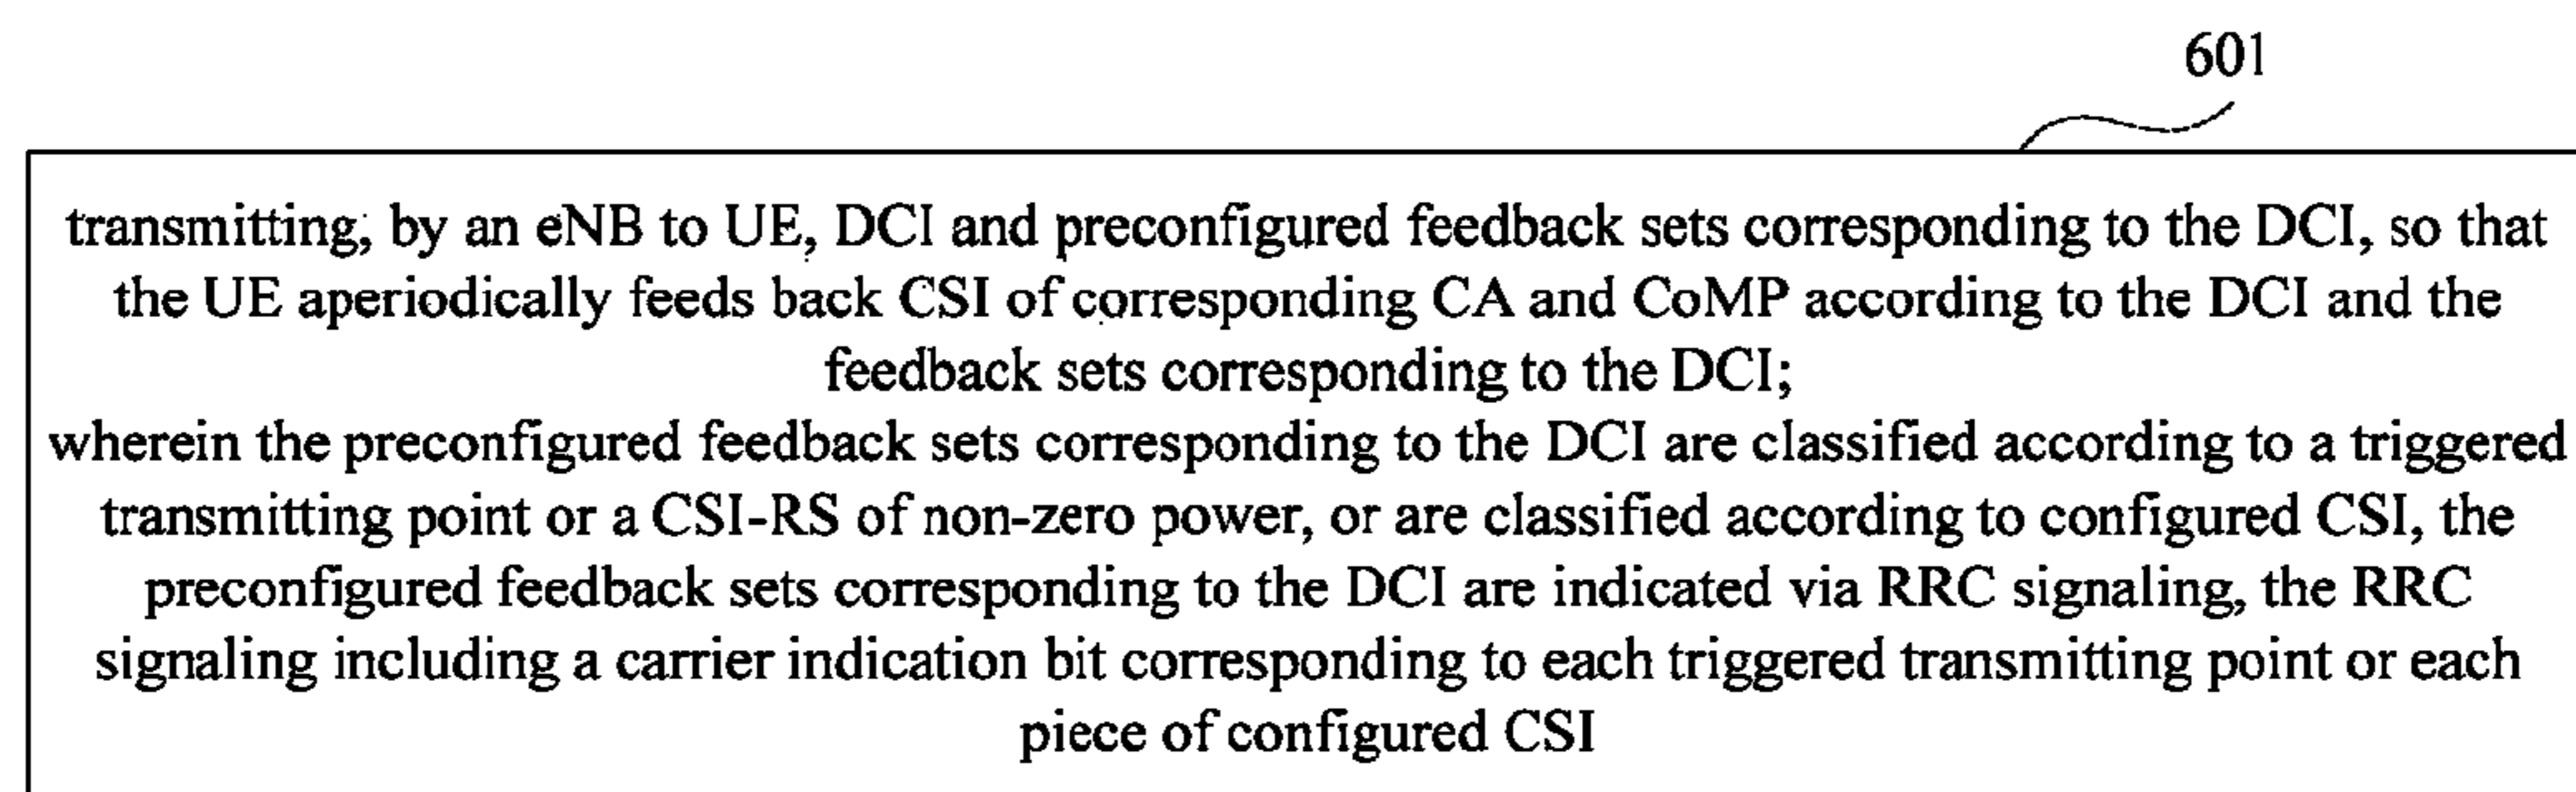 601
transmitting, by an eNB to UE, DCI and preconfigured feedback sets corresponding to the DCI, so that
the UE aperiodically feeds back CSI of corresponding CA and CoMP according to the DCI and the
feedback sets corresponding to the DCI;
wherein the preconfigured feedback sets corresponding to the DCI are classified according to a triggered
transmitting point or a CSI-RS of non-zero power, or are classified according to configured CSI, the
preconfigured feedback sets corresponding to the DCI are indicated via RRC signaling, the RRC
signaling including a carrier indication bit corresponding to each triggered transmitting point or each
piece of configured CSI